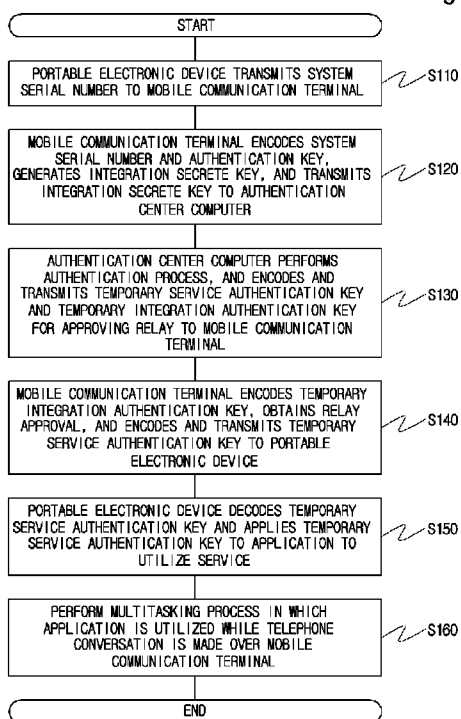 START
PORTABLE ELECTRONIC DEVICE TRANSMITS SYSTEM
SERIAL NUMBER TO MOBILE COMMUNICATION TERMINAL
S110
MOBILE COMMUNICATION TERMINAL ENCODES SYSTEM
SERIAL NUMBER AND AUTHENTICATION KEY,
GENERATES INTEGRATION SECRETE KEY, AND TRANSMITS
INTEGRATION SECRETE KEY TO AUTHENTICATION
CENTER COMPUTER
S120
AUTHENTICATION CENTER COMPUTER PERFORMS
AUTHENTICATION PROCESS, AND ENCODES AND
TRANSMITS TEMPORARY SERVICE AUTHENTICATION KEY
AND TEMPORARY INTEGRATION AUTHENTICATION KEY
FOR APPROVING RELAY TO MOBILE COMMUNICATION
TERMINAL
S130
MOBILE COMMUNICATION TERMINAL ENCODES TEMPORARY
INTEGRATION AUTHENTICATION KEY, OBTAINS RELAY
APPROVAL, AND ENCODES AND TRANSMITS TEMPORARY
SERVICE AUTHENTICATION KEY TO PORTABLE
ELECTRONIC DEVICE
S140
PORTABLE ELECTRONIC DEVICE DECODES TEMPORARY
SERVICE AUTHENTICATION KEY AND APPLIES TEMPORARY
SERVICE AUTHENTICATION KEY TO APPLICATION TO
UTILIZE SERVICE
S150
PERFORM MULTITASKING PROCESS IN WHICH
APPLICATION IS UTILIZED WHILE TELEPHONE
CONVERSATION IS MADE OVER MOBILE
COMMUNICATION TERMINAL
S160
END